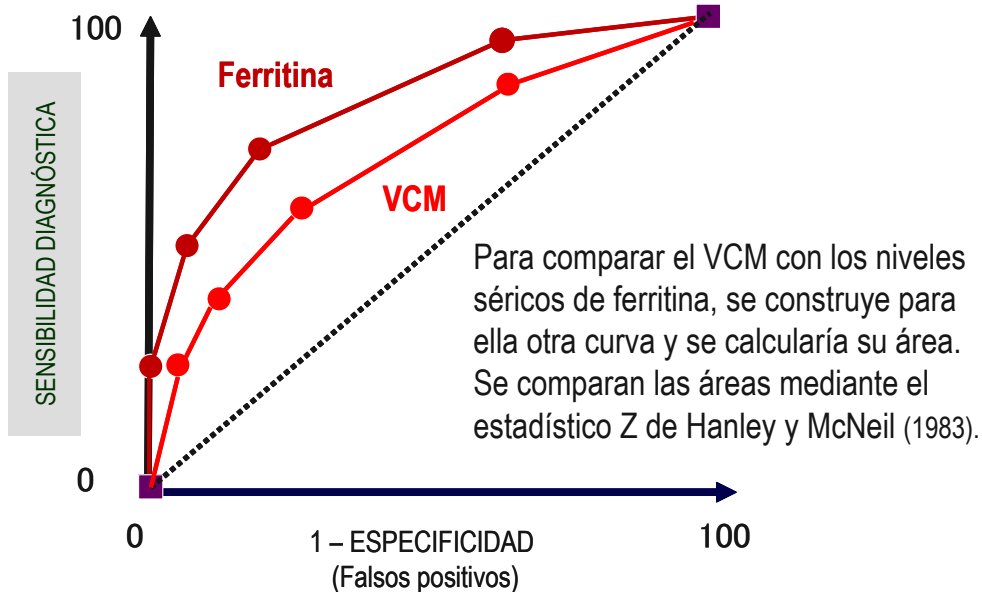 100
Ferritina
SENSIBILIDAD DIAGNÓSTICA
VCM
Para comparar el VCM con los niveles
séricos de ferritina, se construye para
ella otra curva y se calcularía su área.
Se comparan las áreas mediante el
estadístico Z de Hanley y McNeil (1983).
0
0
1 – ESPECIFICIDAD
(Falsos positivos)
100